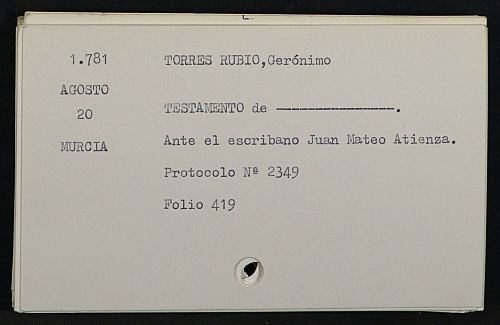 1.781 TORRES RUBIO,Gerónimo
AGOSTO
20 TESTAMENTO de ---------------.
MURCIA Ante el escribano Juan Mateo Atienza.
Protocolo Nª 2349
Folio 419